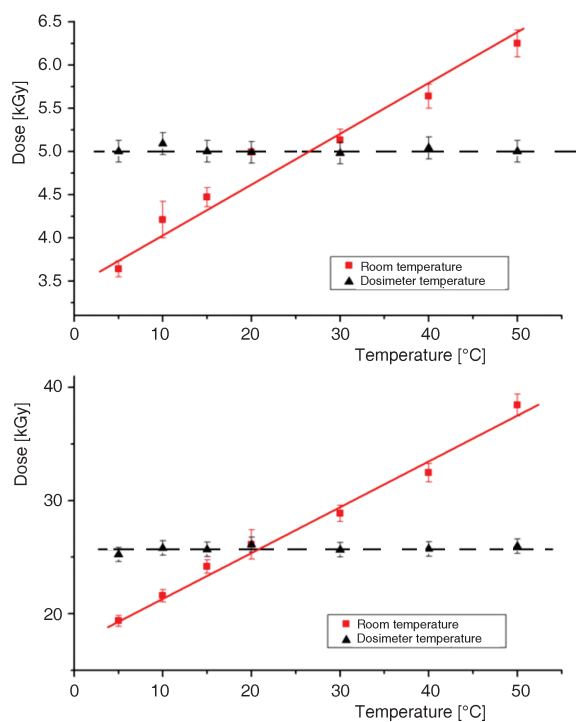 Dose [kGy]
6.5
6.0
5.5
5.0
4.5
4.0
3.5
Room temperature
Dosimeter temperature
0 10 20 30 40 50
Temperature [°C]
Dose [kGy]
40
30
20
Room temperature
Dosimeter temperature
0 10 20 30 40 50
Temperature [°C]